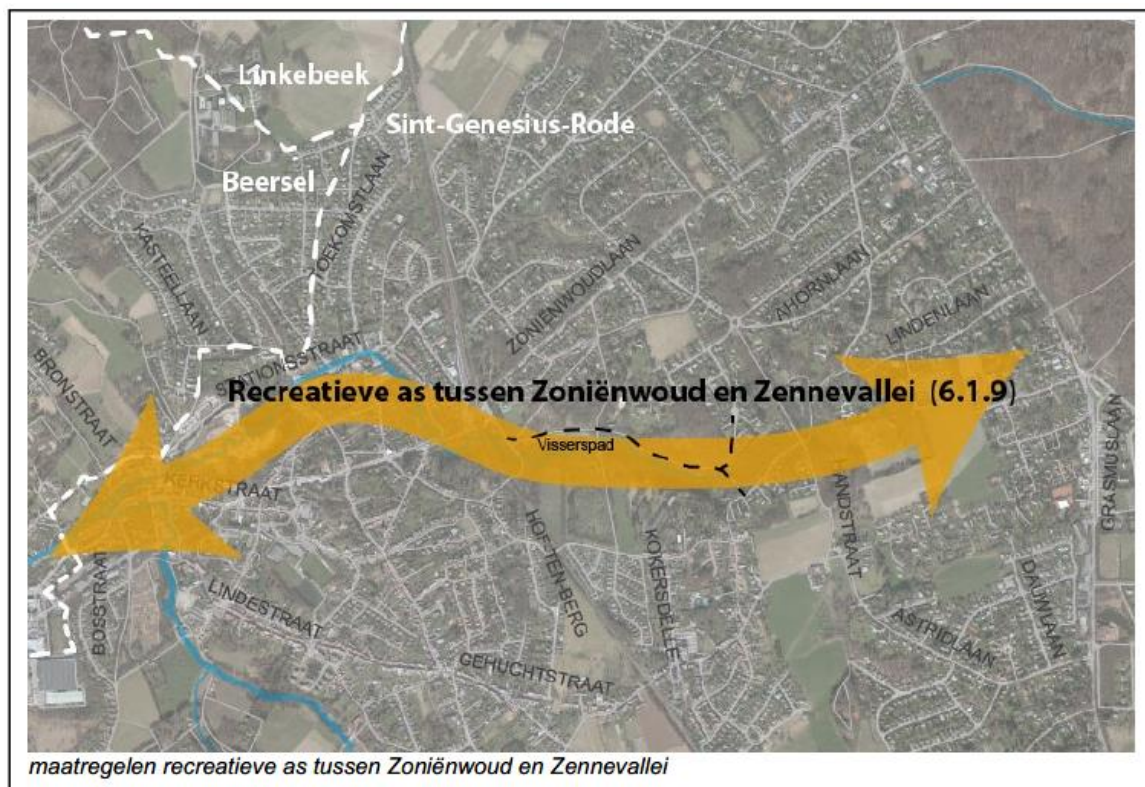 Linkebeek
Sint-Genesius-Rode
Beersel
TOEKOMSTLAAN
KASTEELLAAN
ZONIËNWOUDLAAN
AHORNLAAN
LINDENLAAN
BRONSTRAAT
STATIONSSTRAAT
Recreatieve as tussen Zoniënwoud en Zennevallei (6.1.9)
Visserspad
KERKSTRAAT
ZANDSTRAAT
GRASMUSLAAN
HOF-TEN-BERG
KOKERSDELLE
BOSSTRAAT
LINDESTRAAT
DAUWLAAN
ASTRIDLAAN
GEHUCHTSTRAAT
maatregelen recreatieve as tussen Zoniënwoud en Zennevallei